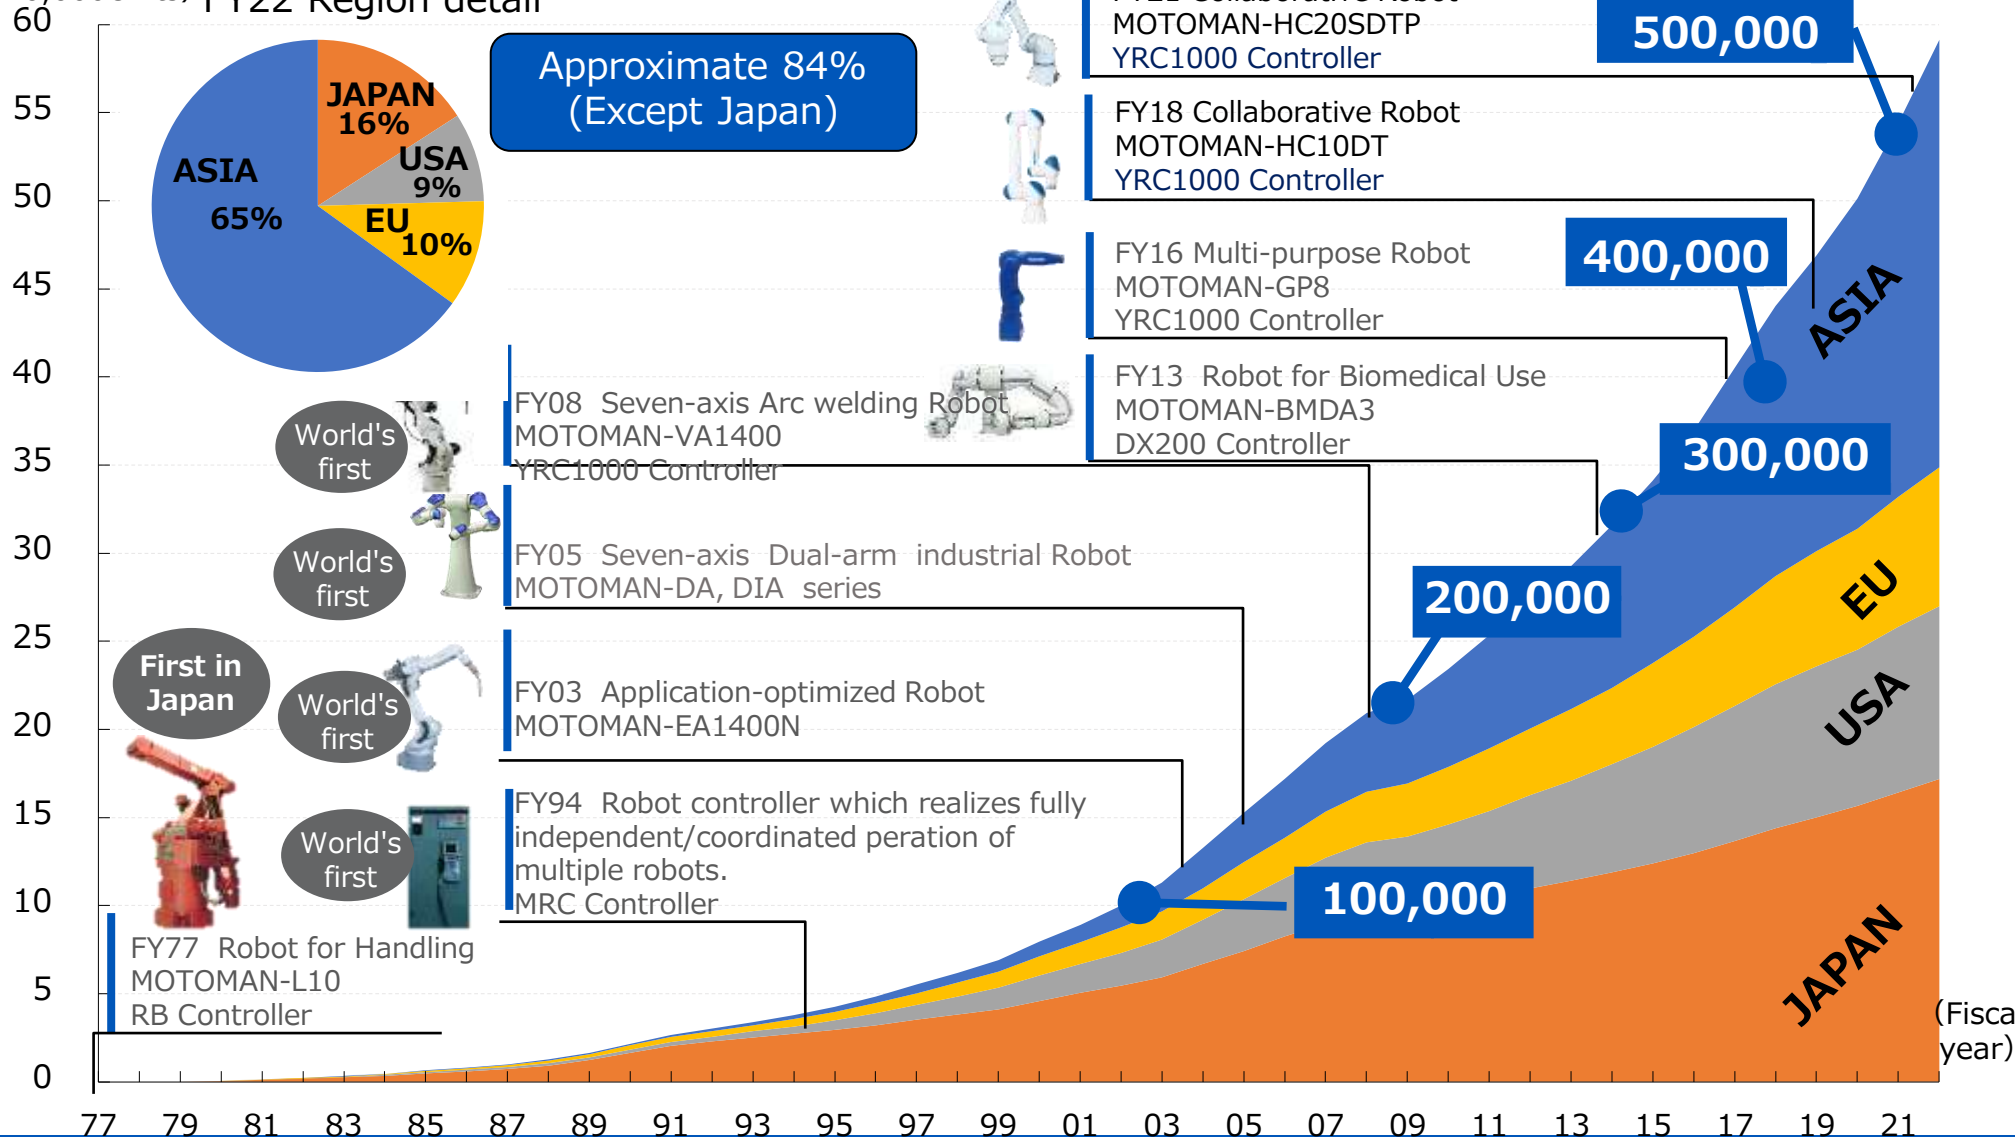 FY22 Region detail
60
55
50
45
40
35
30
25
20
15
10
5
0
JAPAN
16%
USA
9%
EU
10%
ASIA
65%
Approximate 84%
(Except Japan)
MOTOMAN-HC20SDTP
YRC1000 Controller
FY18 Collaborative Robot
MOTOMAN-HC10DT
YRC1000 Controller
FY16 Multi-purpose Robot
MOTOMAN-GP8
YRC1000 Controller
FY13 Robot for Biomedical Use
MOTOMAN-BMDA3
DX200 Controller
World's
first
FY08 Seven-axis Arc welding Robot
MOTOMAN-VA1400
YRC1000 Controller
World's
first
FY05 Seven-axis Dual-arm industrial Robot
MOTOMAN-DA, DIA series
First in
Japan
World's
first
FY03 Application-optimized Robot
MOTOMAN-EA1400N
World's
first
FY94 Robot controller which realizes fully
independent/coordinated peration of
multiple robots.
MRC Controller
FY77 Robot for Handling
MOTOMAN-L10
RB Controller
500,000
400,000
300,000
200,000
100,000
ASIA
EU
USA
JAPAN
(Fisca
year)
77 79 81 83 85 87 89 91 93 95 97 99 01 03 05 07 09 11 13 15 17 19 21